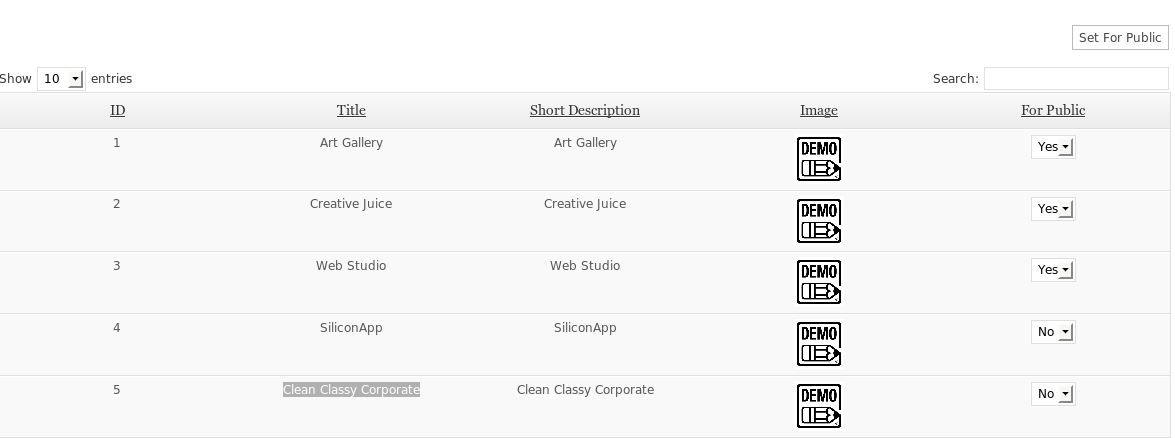 Set For Public
Show 10 entries Search:
ID Title Short Description Image For Public
1 Art Gallery Art Gallery DEMO Yes
2 Creative Juice Creative Juice DEMO Yes
3 Web Studio Web Studio DEMO Yes
4 SiliconApp SiliconApp DEMO No
5 Clean Classy Corporate Clean Classy Corporate DEMO No